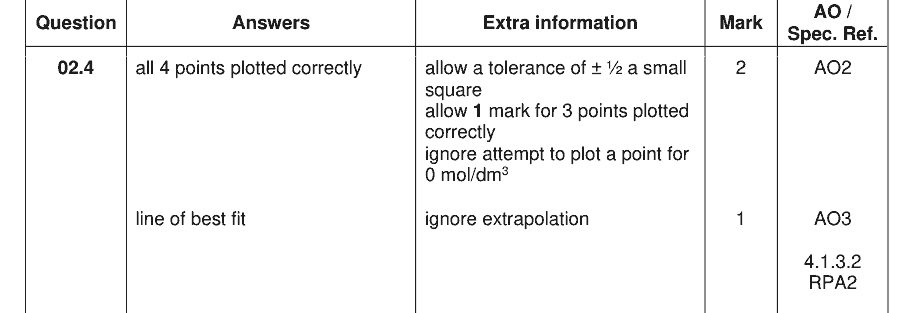 Question Answers Extra information Mark AO / Spec. Ref.
02.4 all 4 points plotted correctly allow a tolerance of ± ½ a small 2 AO2
square
allow 1 mark for 3 points plotted
correctly
ignore attempt to plot a point for
0 mol/dm³
line of best fit ignore extrapolation 1 AO3
4.1.3.2
RPA2